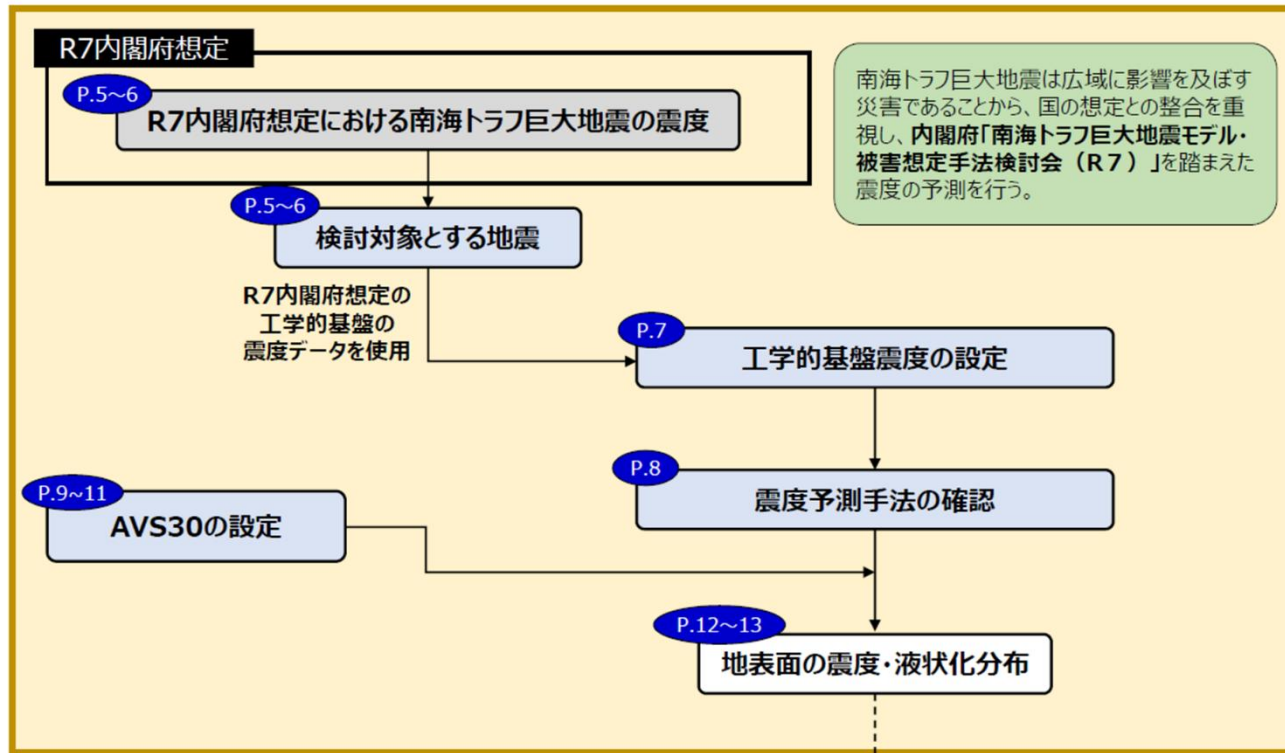 R7内閣府想定
P.5~6
R7内閣府想定における南海トラフ巨大地震の震度
南海トラフ巨大地震は広域に影響を及ぼす
災害であることから、国の想定との整合を重
視し、内閣府「南海トラフ巨大地震モデル・
被害想定手法検討会（R７）」を踏まえた
震度の予測を行う。
P.5~6
検討対象とする地震
R7内閣府想定の
工学的基盤の
震度データを使用
P.7
工学的基盤震度の設定
P.8
震度予測手法の確認
P.9~11
AVS30の設定
P.12～13
地表面の震度・液状化分布